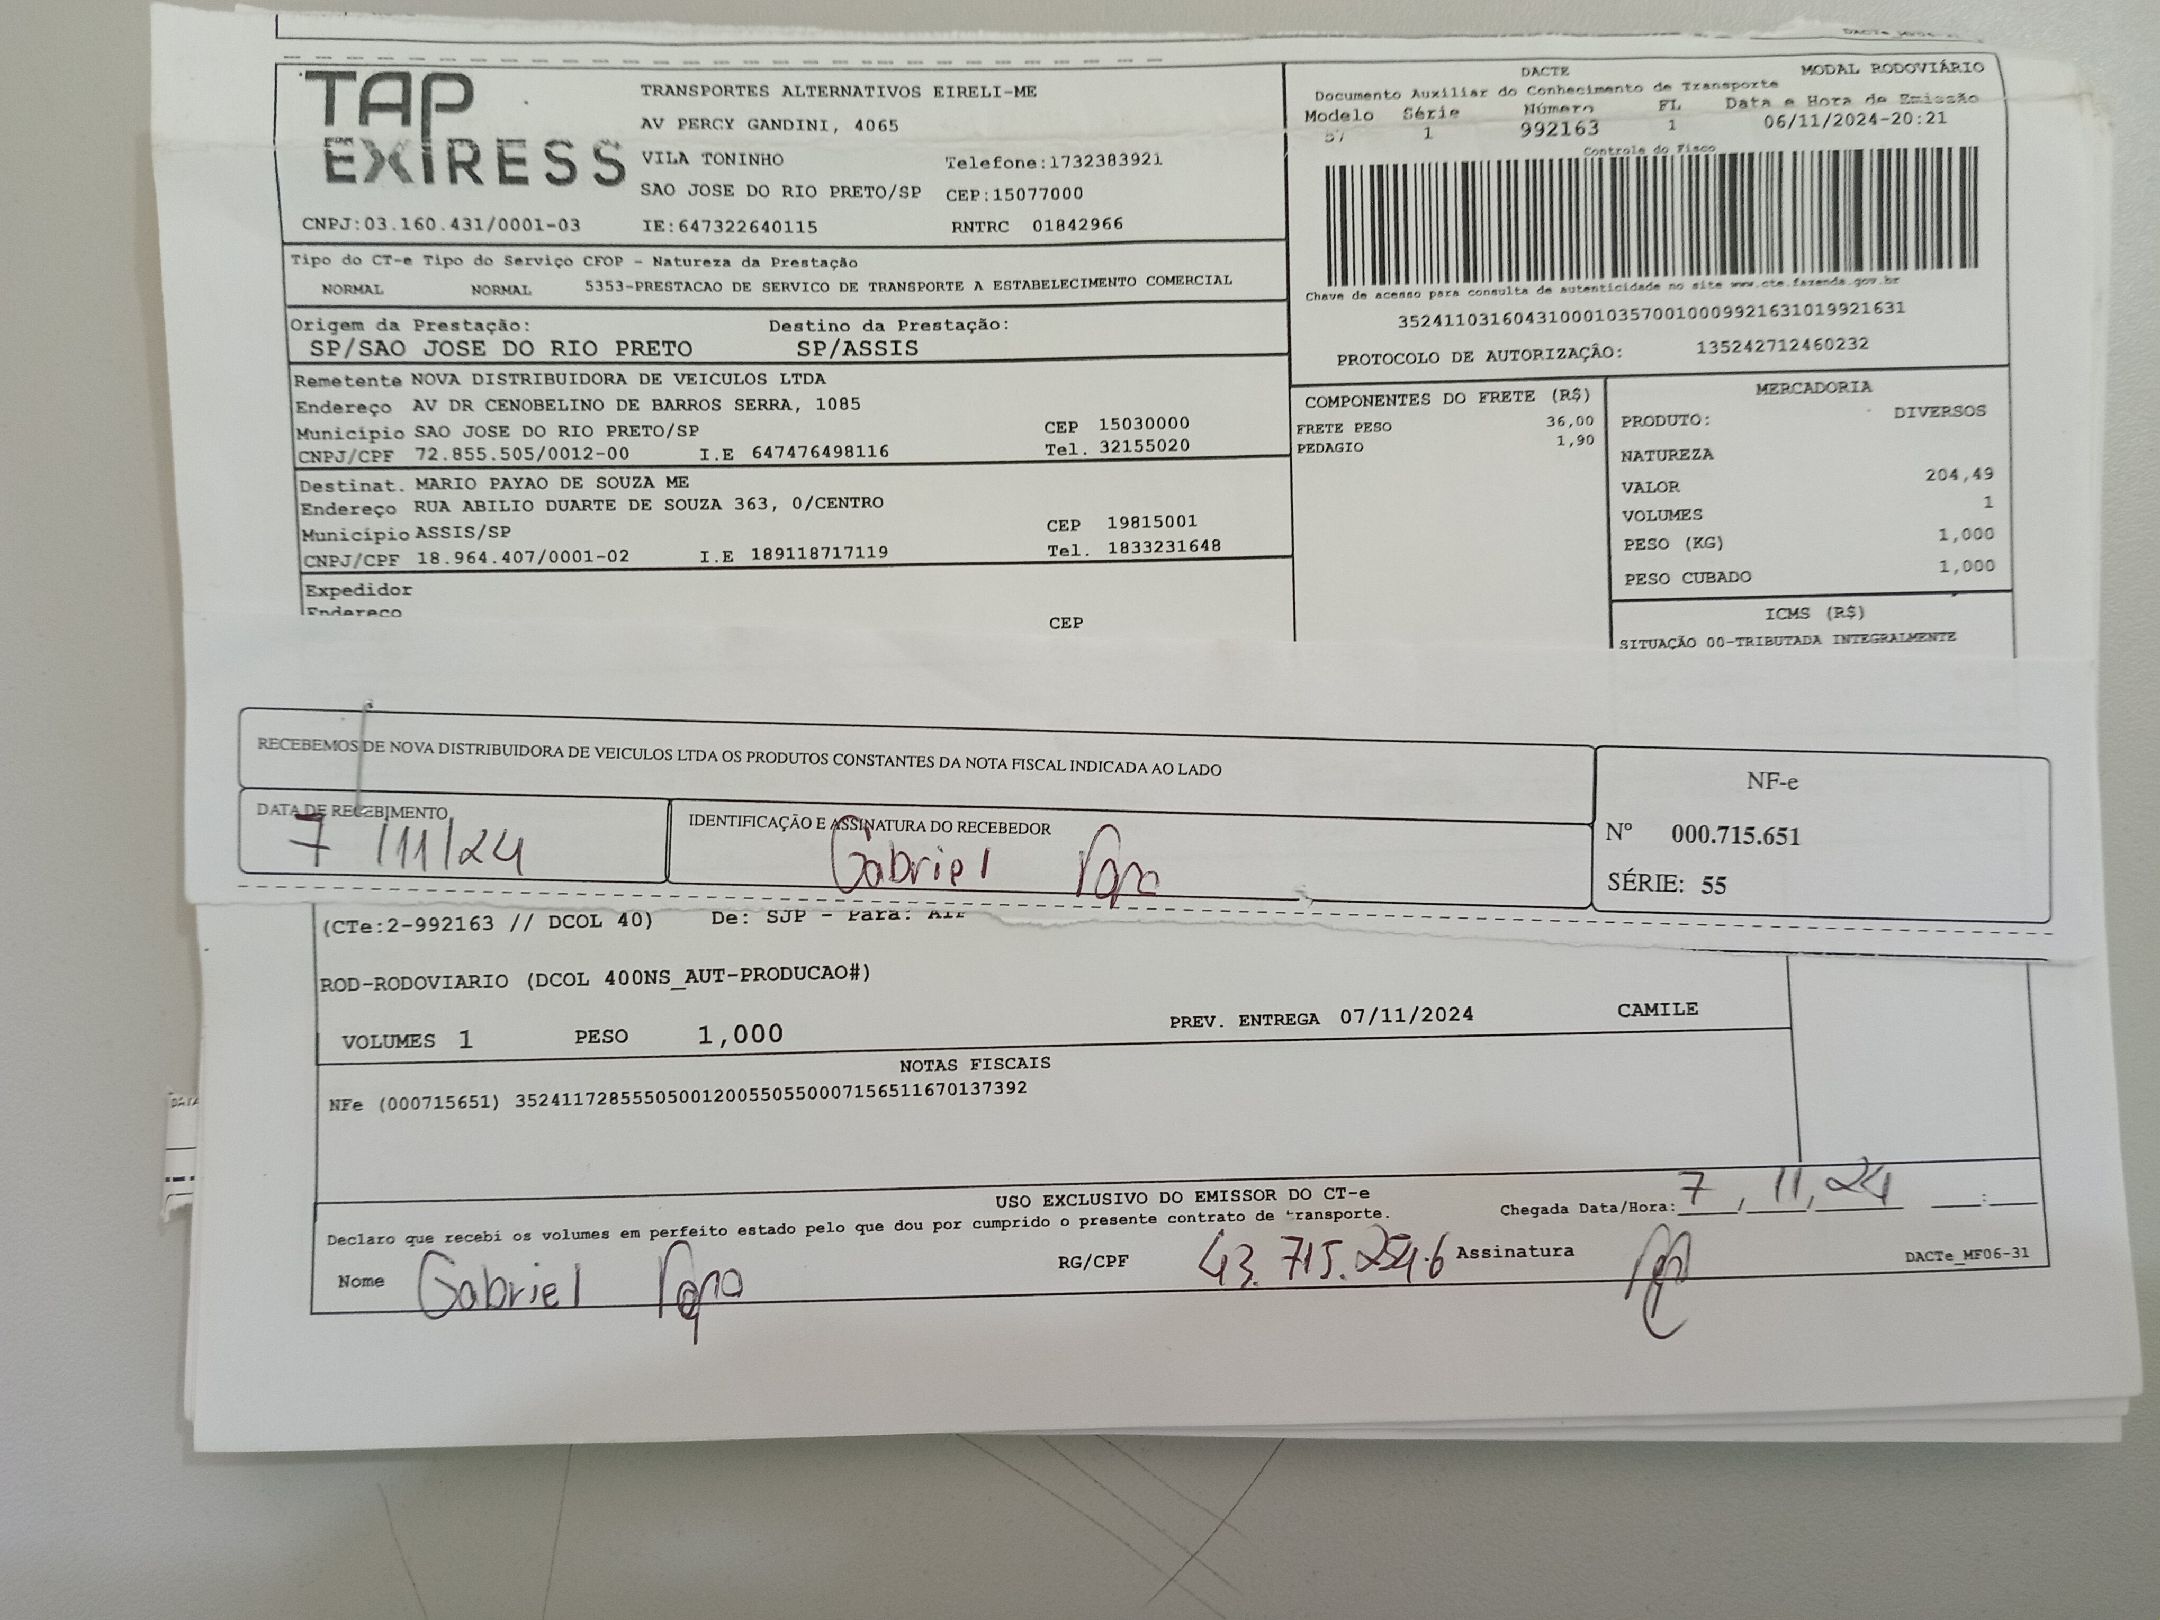 TAP
EXPRESS
TRANSPORTES ALTERNATIVOS EIRELI-ME
AV PERCY GANDINI, 4065
VILA TONINHO Telefone:1732383921
SAO JOSE DO RIO PRETO/SP CEP:15077000
CNPJ:03.160.431/0001-03 IE:647322640115 RNTRC 01842966
DACTE MODAL RODOVIÁRIO
Documento Auxiliar do Conhecimento de Transporte
Modelo Série Número FL Data e Hora de Emissão
57 1 992163 1 06/11/2024-20:21
Controle do Fisco
Chave de acesso para consulta de autenticidade no site www.cte.fazenda.gov.br
35241103160431000103570010009921631019921631
PROTOCOLO DE AUTORIZAÇÃO: 135242712460232
Tipo do CT-e Tipo do Serviço CFOP - Natureza da Prestação
NORMAL NORMAL 5353-PRESTACAO DE SERVICO DE TRANSPORTE A ESTABELECIMENTO COMERCIAL
Origem da Prestação: Destino da Prestação:
SP/SAO JOSE DO RIO PRETO SP/ASSIS
Remetente NOVA DISTRIBUIDORA DE VEICULOS LTDA
Endereço AV DR CENOBELINO DE BARROS SERRA, 1085
Município SAO JOSE DO RIO PRETO/SP CEP 15030000
CNPJ/CPF 72.855.505/0012-00 I.E 647476498116 Tel. 32155020
Destinat. MARIO PAYAO DE SOUZA ME
Endereço RUA ABILIO DUARTE DE SOUZA 363, 0/CENTRO
Município ASSIS/SP CEP 19815001
CNPJ/CPF 18.964.407/0001-02 I.E 189118717119 Tel. 1833231648
Expedidor
Endereço CEP
COMPONENTES DO FRETE (R$)
FRETE PESO 36,00
PEDAGIO 1,90
MERCADORIA
PRODUTO: DIVERSOS
NATUREZA
VALOR 204,49
VOLUMES 1
PESO (KG) 1,000
PESO CUBADO 1,000
ICMS (R$)
SITUAÇÃO 00-TRIBUTADA INTEGRALMENTE
RECEBEMOS DE NOVA DISTRIBUIDORA DE VEICULOS LTDA OS PRODUTOS CONSTANTES DA NOTA FISCAL INDICADA AO LADO
DATA DE RECEBIMENTO
7/11/24
IDENTIFICAÇÃO E ASSINATURA DO RECEBEDOR
Gabriel
NF-e
Nº 000.715.651
SÉRIE: 55
(CTe:2-992163 // DCOL 40) De: SJP - Para:
ROD-RODOVIARIO (DCOL 400NS_AUT-PRODUCAO#)
VOLUMES 1 PESO 1,000 PREV. ENTREGA 07/11/2024 CAMILE
NOTAS FISCAIS
NFe (000715651) 35241172855505001200550550007156511670137392
USO EXCLUSIVO DO EMISSOR DO CT-e
Declaro que recebi os volumes em perfeito estado pelo que dou por cumprido o presente contrato de transporte.
Chegada Data/Hora: 7/11/24 :
Nome Gabriel RG/CPF 43.715.254.6 Assinatura
DACTe_MF06-31